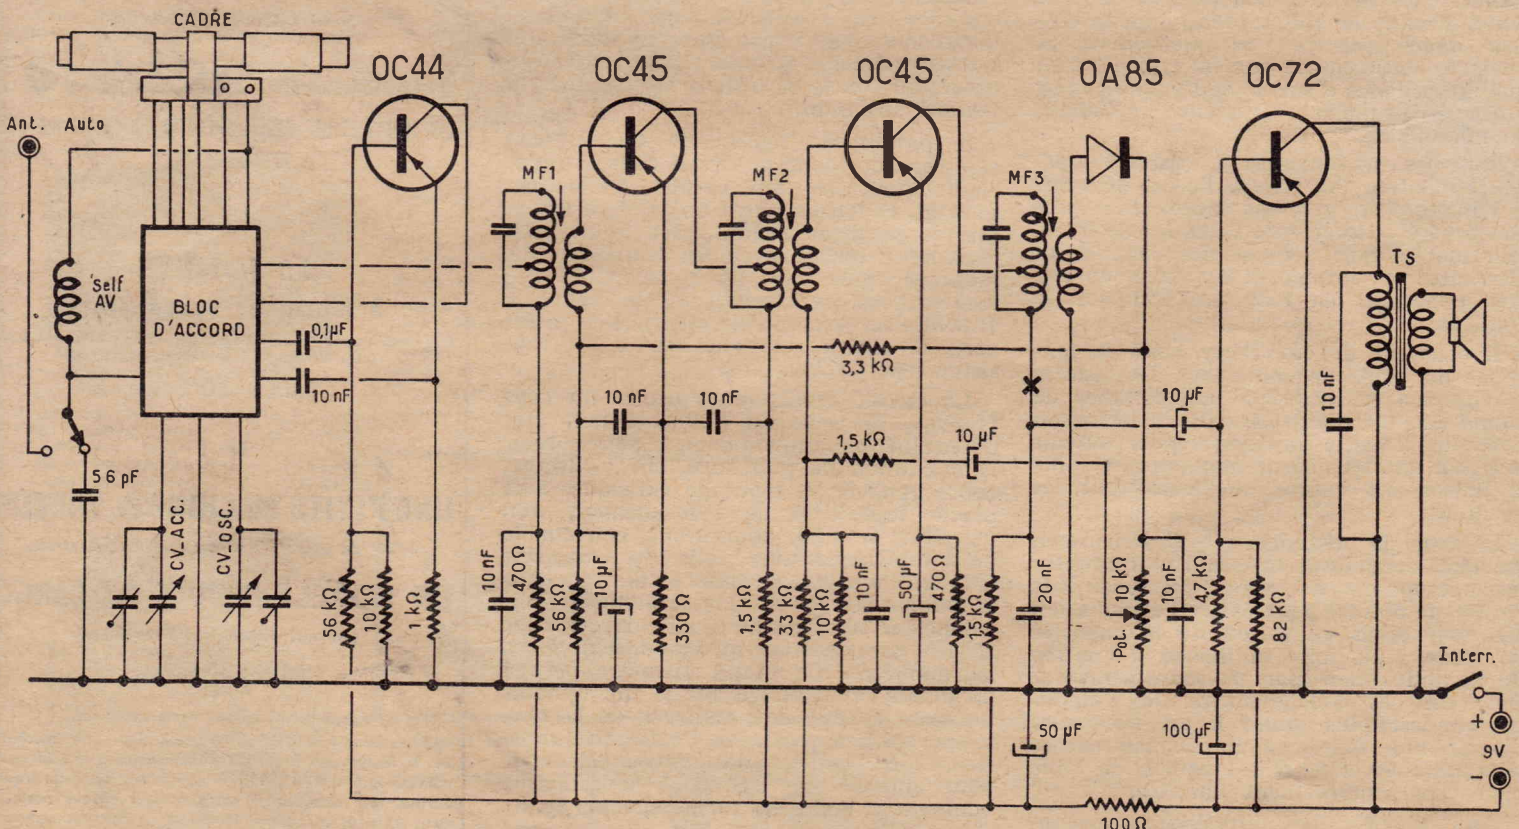 CADRE
OC44
OC45
OC45
OA85
OC72
Ant. Auto
MF1
MF2
MF3
Self
AV
BLOC
D'ACCORD
TS
0,1µF
10 nF
3,3 kΩ
10 nF
10 nF
10 µF
10 nF
1,5 kΩ
10 µF
56 pF
CV_ACC.
CV_OSC.
56 kΩ
10 kΩ
1 kΩ
10 nF
470 Ω
56 kΩ
10 µF
330 Ω
1,5 kΩ
33 kΩ
10 kΩ
10 nF
50 µF
470 Ω
1,5 kΩ
20 nF
Pot. 10 kΩ
10 nF
4,7 kΩ
82 kΩ
Interr.
50 µF
100 µF
+
9V
-
100 Ω